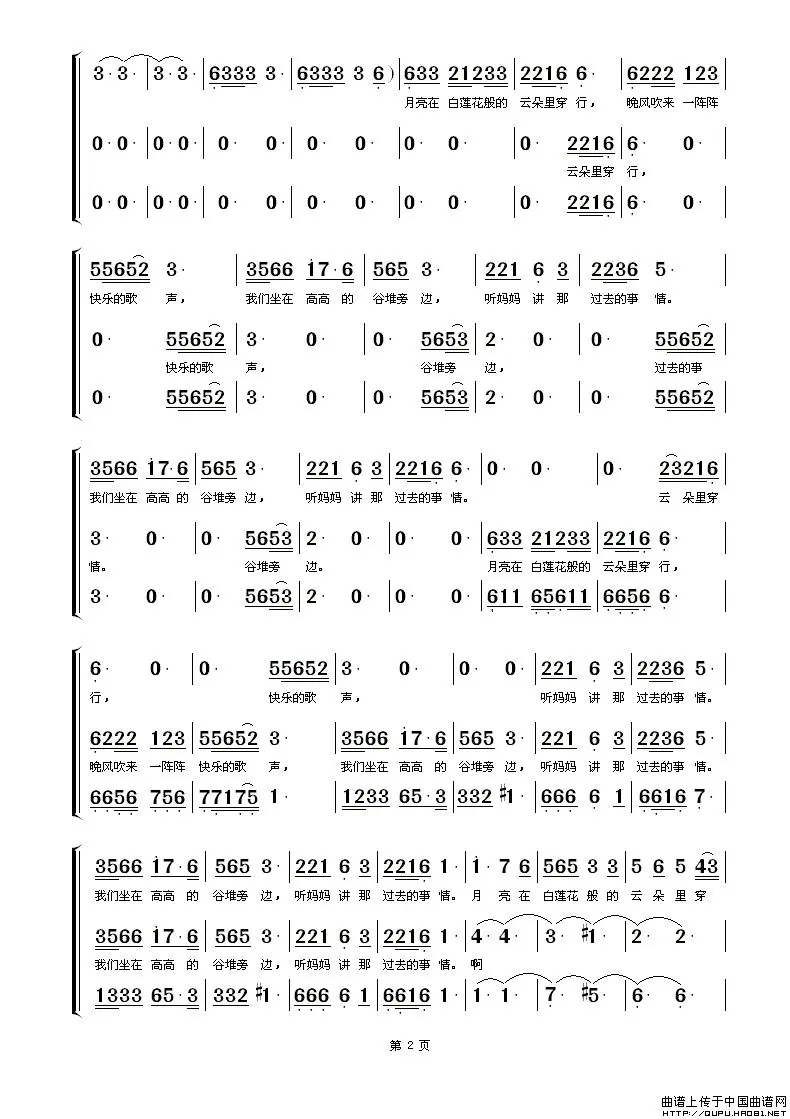 3· 3· | 3· 3· | 6333 3· | 6333 3 6 ) | 633 21233 | 2216 6· | 6222 123
月亮在 白莲花般的 云朵里穿 行， 晚风吹来 一阵阵
0· 0· | 0· 0· | 0· 0· | 0· 0· | 0· 0· | 0· 2216 | 6· 0·
云朵里穿 行，
0· 0· | 0· 0· | 0· 0· | 0· 0· | 0· 0· | 0· 2216 | 6· 0·
55652 3· | 3566 17·6 | 565 3· | 221 6 3 | 2236 5·
快乐的歌 声， 我们坐在 高高 的 谷堆旁 边， 听妈妈 讲 那 过去的事 情。
0· 55652 | 3· 0· | 0· 5653 | 2· 0· | 0· 55652
快乐的歌 声， 谷堆旁 边， 过去的事
0· 55652 | 3· 0· | 0· 5653 | 2· 0· | 0· 55652
3566 17·6 | 565 3· | 221 6 3 | 2216 6· | 0· 0· | 0· 23216
我们坐在 高高 的 谷堆旁 边， 听妈妈 讲 那 过去的事 情。 云 朵里穿
3· 0· | 0· 5653 | 2· 0· | 0· 0· | 633 21233 | 2216 6·
情。 谷堆旁 边。 月亮在 白莲花般的 云朵里穿 行，
3· 0· | 0· 5653 | 2· 0· | 0· 0· | 611 65611 | 6656 6·
6· 0· | 0· 55652 | 3· 0· | 0· 0· | 221 6 3 | 2236 5·
行， 快乐的歌 声， 听妈妈 讲 那 过去的事 情。
6222 123 | 55652 3· | 3566 17·6 | 565 3· | 221 6 3 | 2236 5·
晚风吹来 一阵阵 快乐的歌 声， 我们坐在 高高 的 谷堆旁 边， 听妈妈 讲 那 过去的事 情。
6656 756 | 77175 1· | 1233 65·3 | 332 #1· | 666 6 1 | 6616 7·
3566 17·6 | 565 3· | 221 6 3 | 2216 1· | 1· 7 6 | 565 3 3 | 5 6 5 43
我们坐在 高高 的 谷堆旁 边， 听妈妈 讲 那 过去的事 情。 月 亮 在 白莲花 般 的 云 朵 里 穿
3566 17·6 | 565 3· | 221 6 3 | 2216 1· | 4· 4· | 3· #1· | 2· 2·
我们坐在 高高 的 谷堆旁 边， 听妈妈 讲 那 过去的事 情。 啊
1333 65·3 | 332 #1· | 666 6 1 | 6616 1· | 1· 1· | 7· #5· | 6· 6·
第 2 页
曲谱上传于中国曲谱网
HTTP://QUPU.HAO81.NET